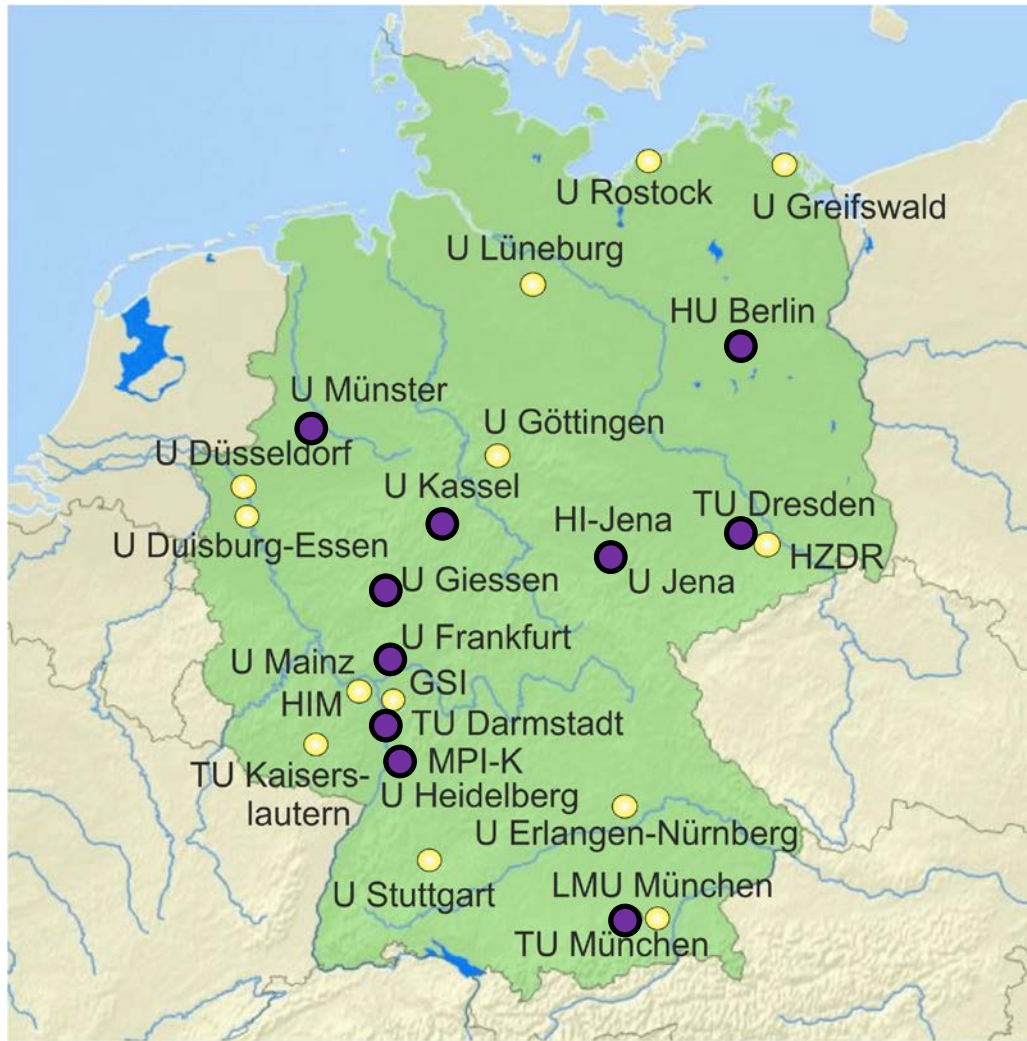 U Rostock
U Greifswald
U Lüneburg
HU Berlin
U Münster
U Göttingen
U Düsseldorf
U Kassel
HI-Jena
TU Dresden
U Duisburg-Essen
HZDR
U Giessen
U Jena
U Frankfurt
U Mainz
GSI
HIM
TU Darmstadt
MPI-K
TU Kaisers-
lautern
U Heidelberg
U Erlangen-Nürnberg
U Stuttgart
LMU München
TU München